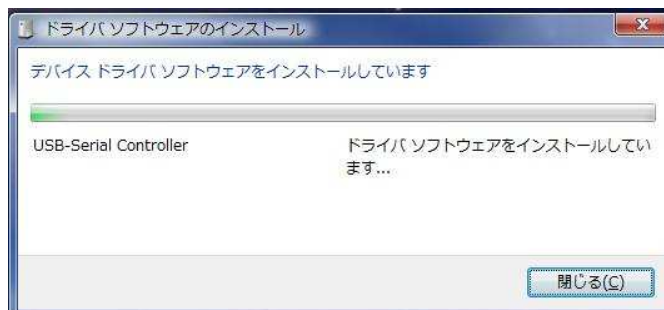 ドライバ ソフトウェアのインストール
デバイス ドライバ ソフトウェアをインストールしています
USB-Serial Controller
ドライバ ソフトウェアをインストールしてい
ます...
閉じる(C)